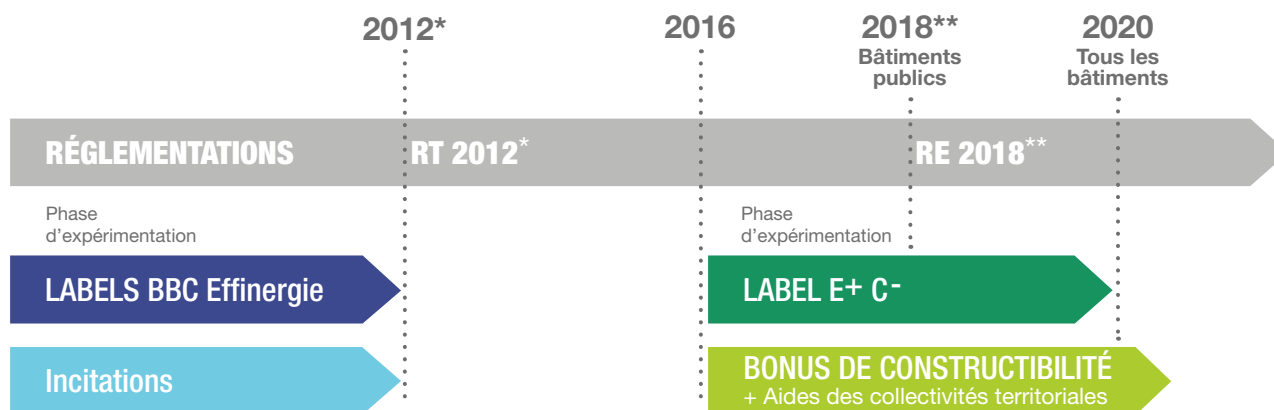 2012*
2016
2018**
Bâtiments
publics
2020
Tous les
bâtiments
RÉGLEMENTATIONS
RT 2012*
RE 2018**
Phase
d'expérimentation
Phase
d'expérimentation
LABELS BBC Effinergie
LABEL E+ C-
Incitations
BONUS DE CONSTRUCTIBILITÉ
+ Aides des collectivités territoriales